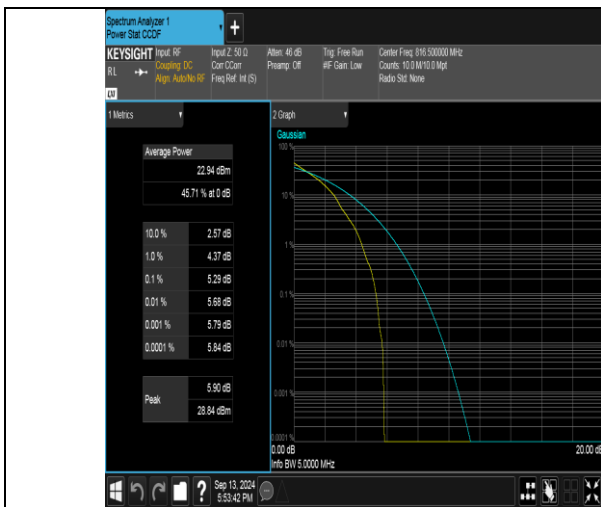 Spectrum Analyzer 1
Power Stat CCDF
+
KEYSIGHT
RL
LXI
Input: RF
Coupling: DC
Align: Auto/No RF
Input Z: 50 Ω
Corr CCorr
Freq Ref: Int (S)
Atten: 46 dB
Preamp: Off
Trig: Free Run
#IF Gain: Low
Center Freq: 816.500000 MHz
Counts: 10.0 M/10.0 Mpt
Radio Std: None
1 Metrics
Average Power
22.94 dBm
45.71 % at 0 dB
10.0 % 2.57 dB
1.0 % 4.37 dB
0.1 % 5.29 dB
0.01 % 5.68 dB
0.001 % 5.79 dB
0.0001 % 5.84 dB
Peak
5.90 dB
28.84 dBm
2 Graph
Gaussian
100 %
10 %
1 %
0.1 %
0.01 %
0.001 %
0.0001 %
0.00 dB 20.00 dB
Info BW 5.0000 MHz
?
Sep 13, 2024
5:53:42 PM